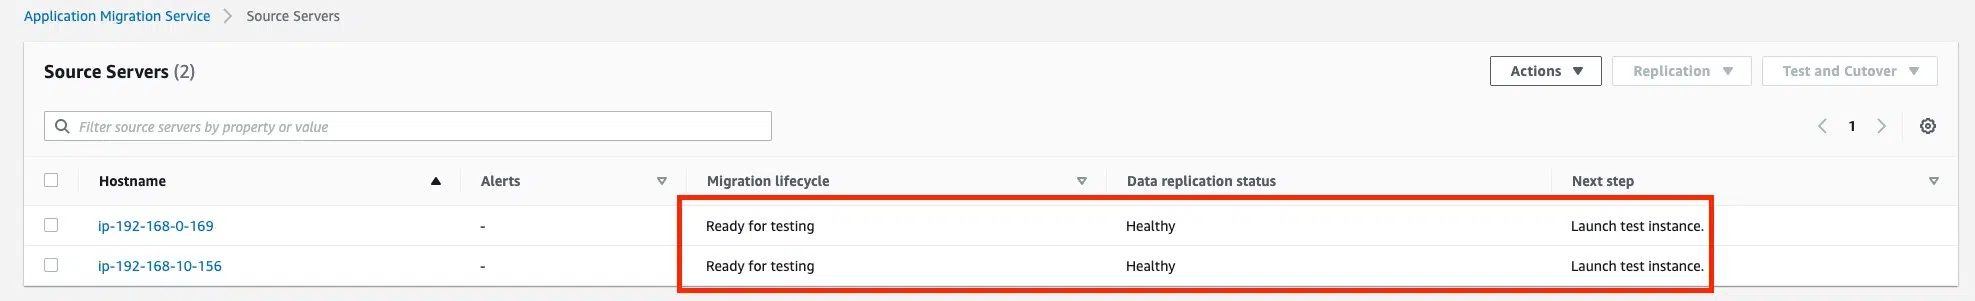 Application Migration Service > Source Servers
Source Servers (2)
Actions Replication Test and Cutover
Filter source servers by property or value
1
Hostname Alerts Migration lifecycle Data replication status Next step
ip-192-168-0-169 - Ready for testing Healthy Launch test instance.
ip-192-168-10-156 - Ready for testing Healthy Launch test instance.